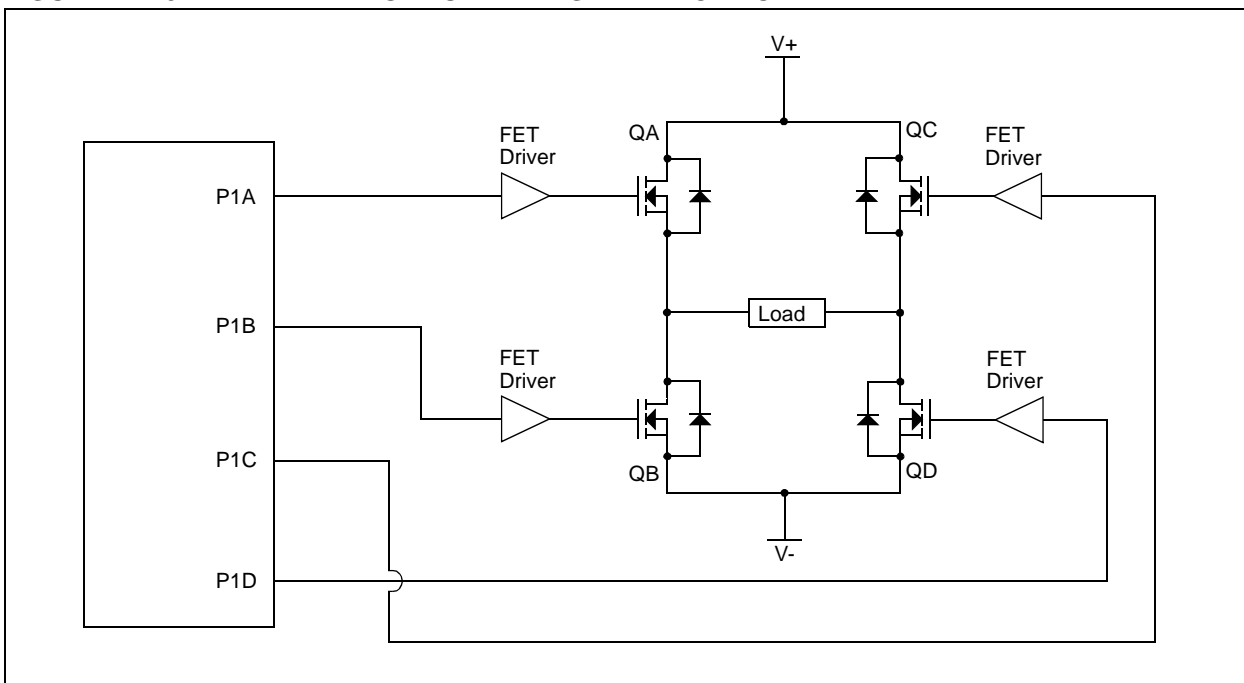 V+
QA
QC
FET
Driver
FET
Driver
P1A
Load
P1B
FET
Driver
FET
Driver
P1C
QB
QD
V-
P1D